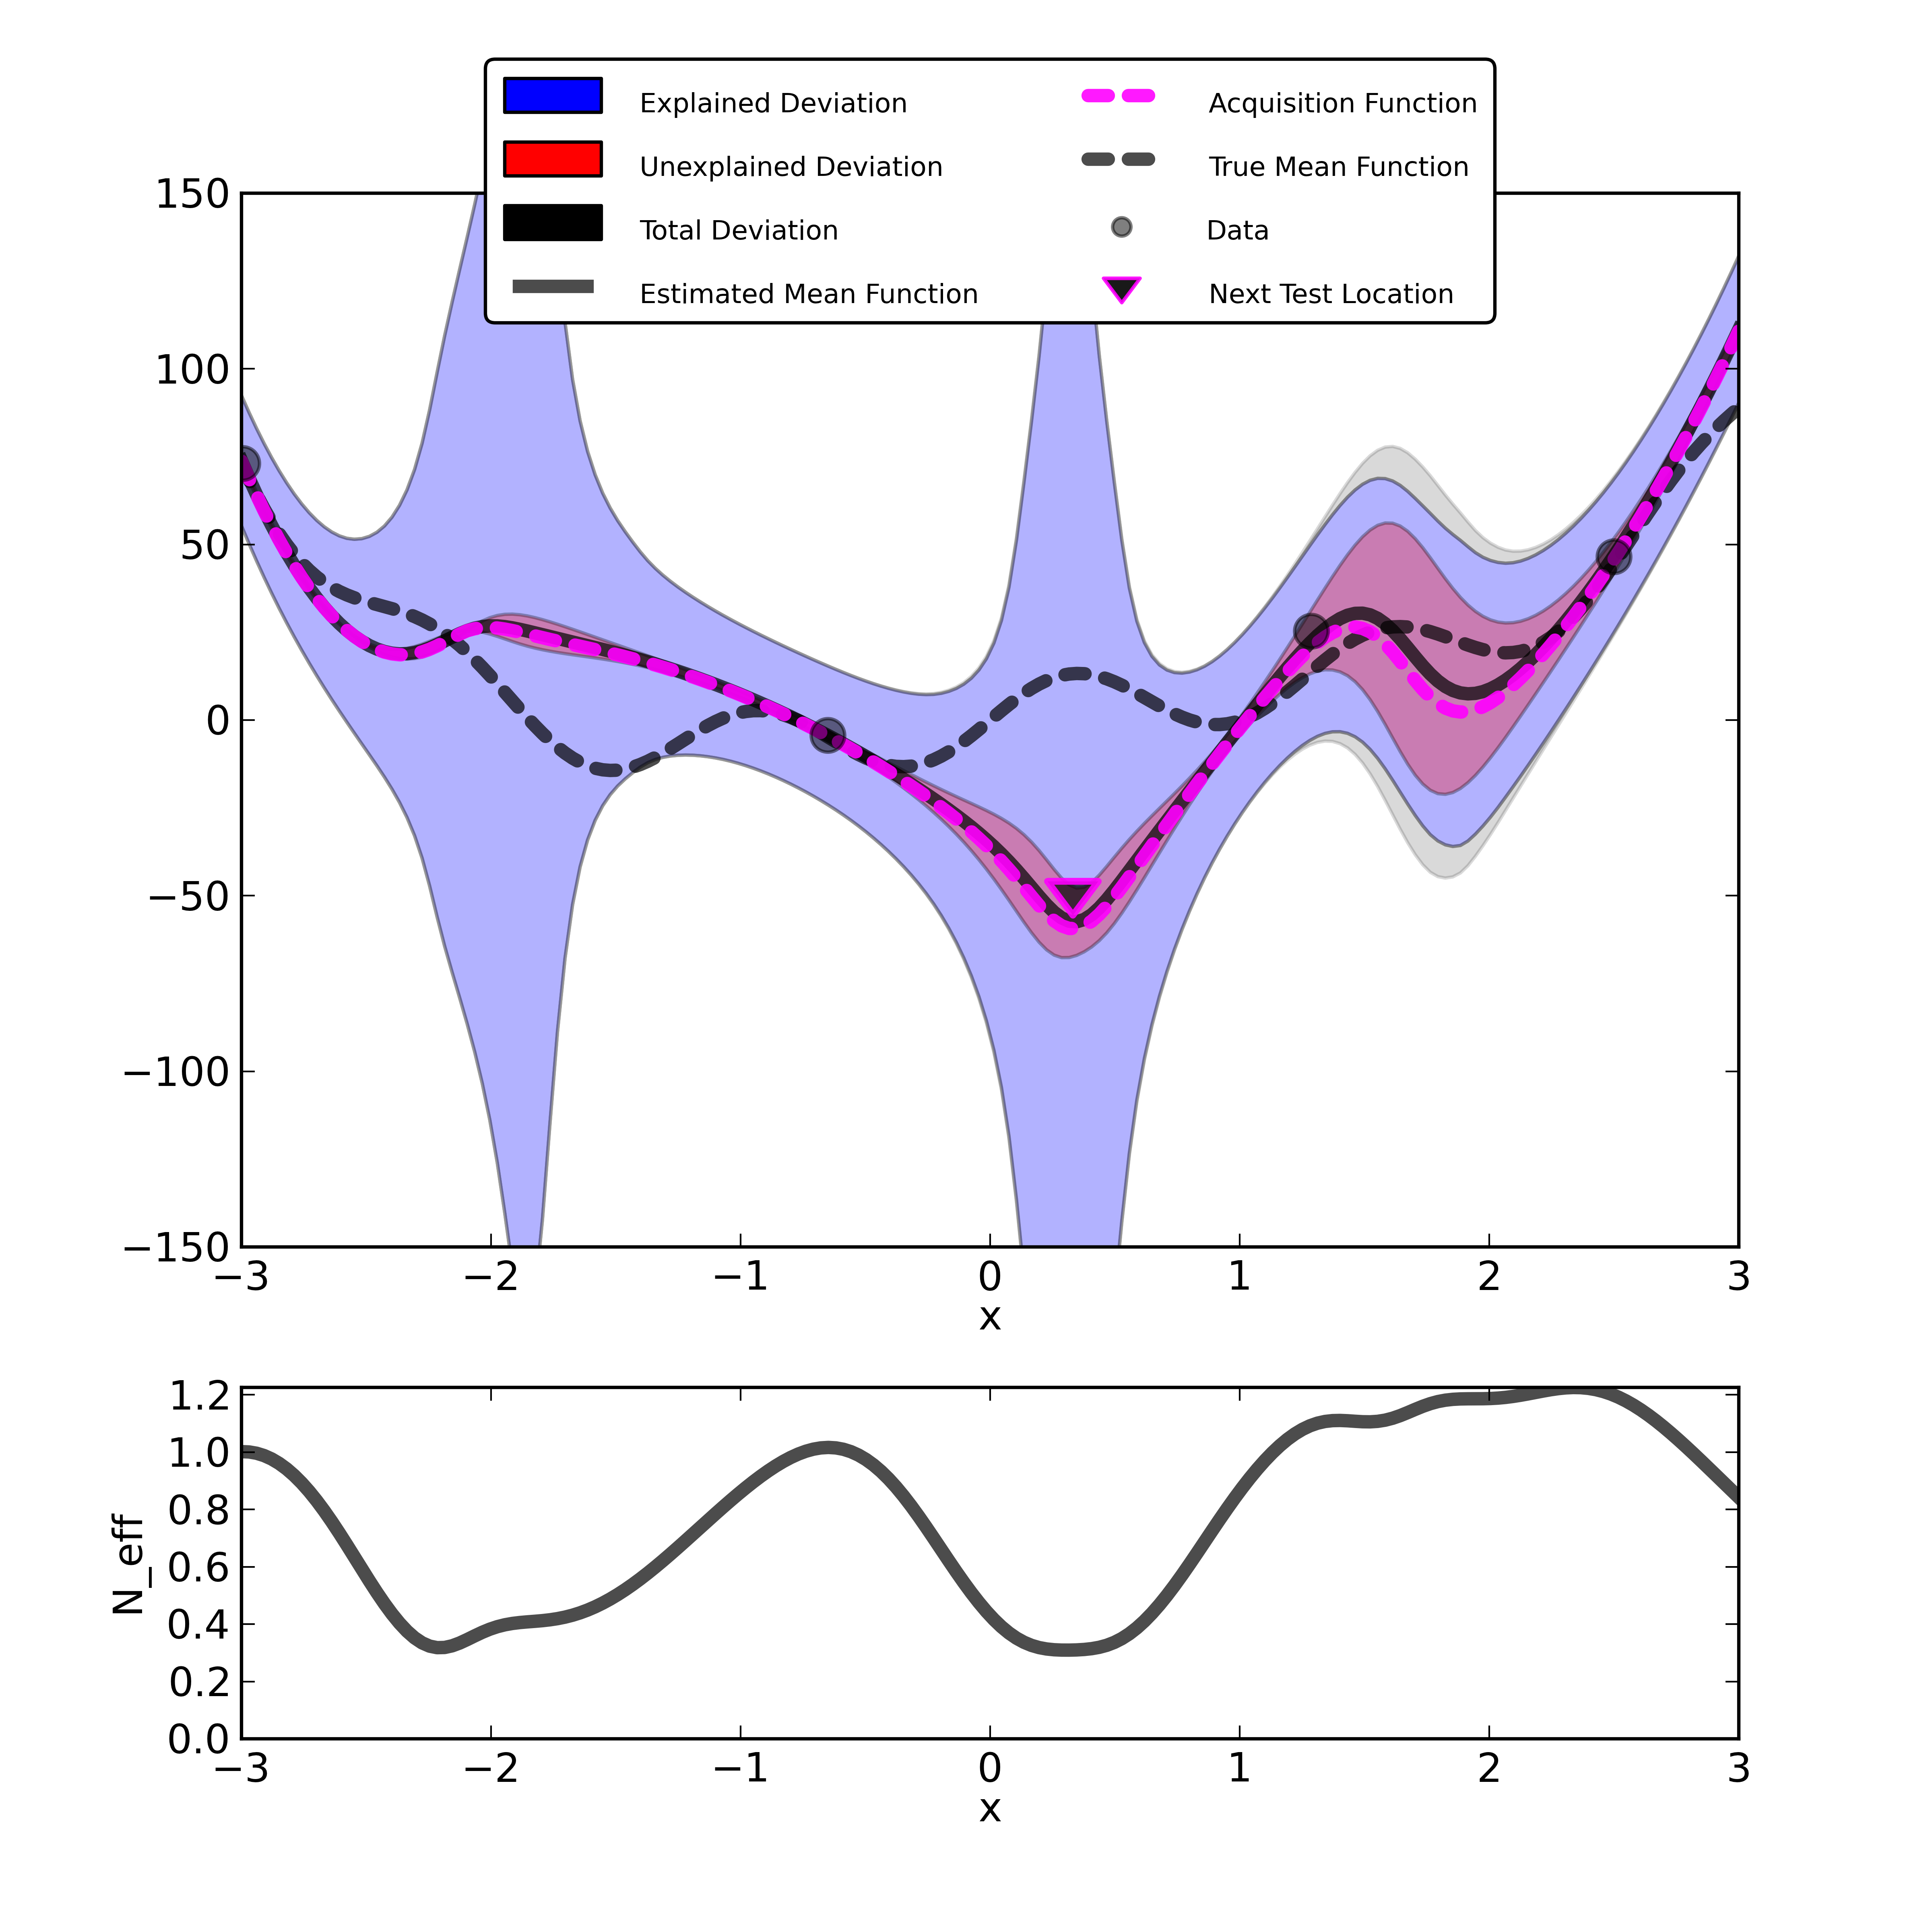 Explained Deviation
Unexplained Deviation
Total Deviation
Estimated Mean Function
Acquisition Function
True Mean Function
Data
Next Test Location
150
100
50
0
−50
−100
−150
−3 −2 −1 0 1 2 3
x
N_eff
1.2
1.0
0.8
0.6
0.4
0.2
0.0
−3 −2 −1 0 1 2 3
x